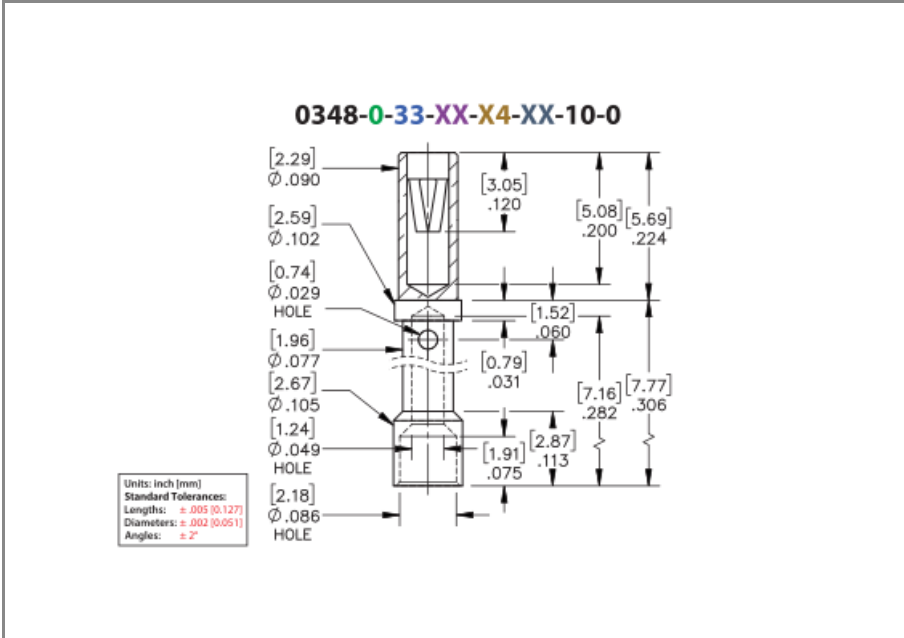 0348-0-33-XX-X4-XX-10-0
[2.29]
Ø.090
[2.59]
Ø.102
[0.74]
Ø.029
HOLE
[1.96]
Ø.077
[2.67]
Ø.105
[1.24]
Ø.049
HOLE
[2.18]
Ø.086
HOLE
[3.05]
.120
[5.08]
.200
[5.69]
.224
[1.52]
.060
[0.79]
.031
[7.16]
.282
[7.77]
.306
[1.91]
.075
[2.87]
.113
Units: inch [mm]
Standard Tolerances:
Lengths: ± .005 [0.127]
Diameters: ± .002 [0.051]
Angles: ± 2°